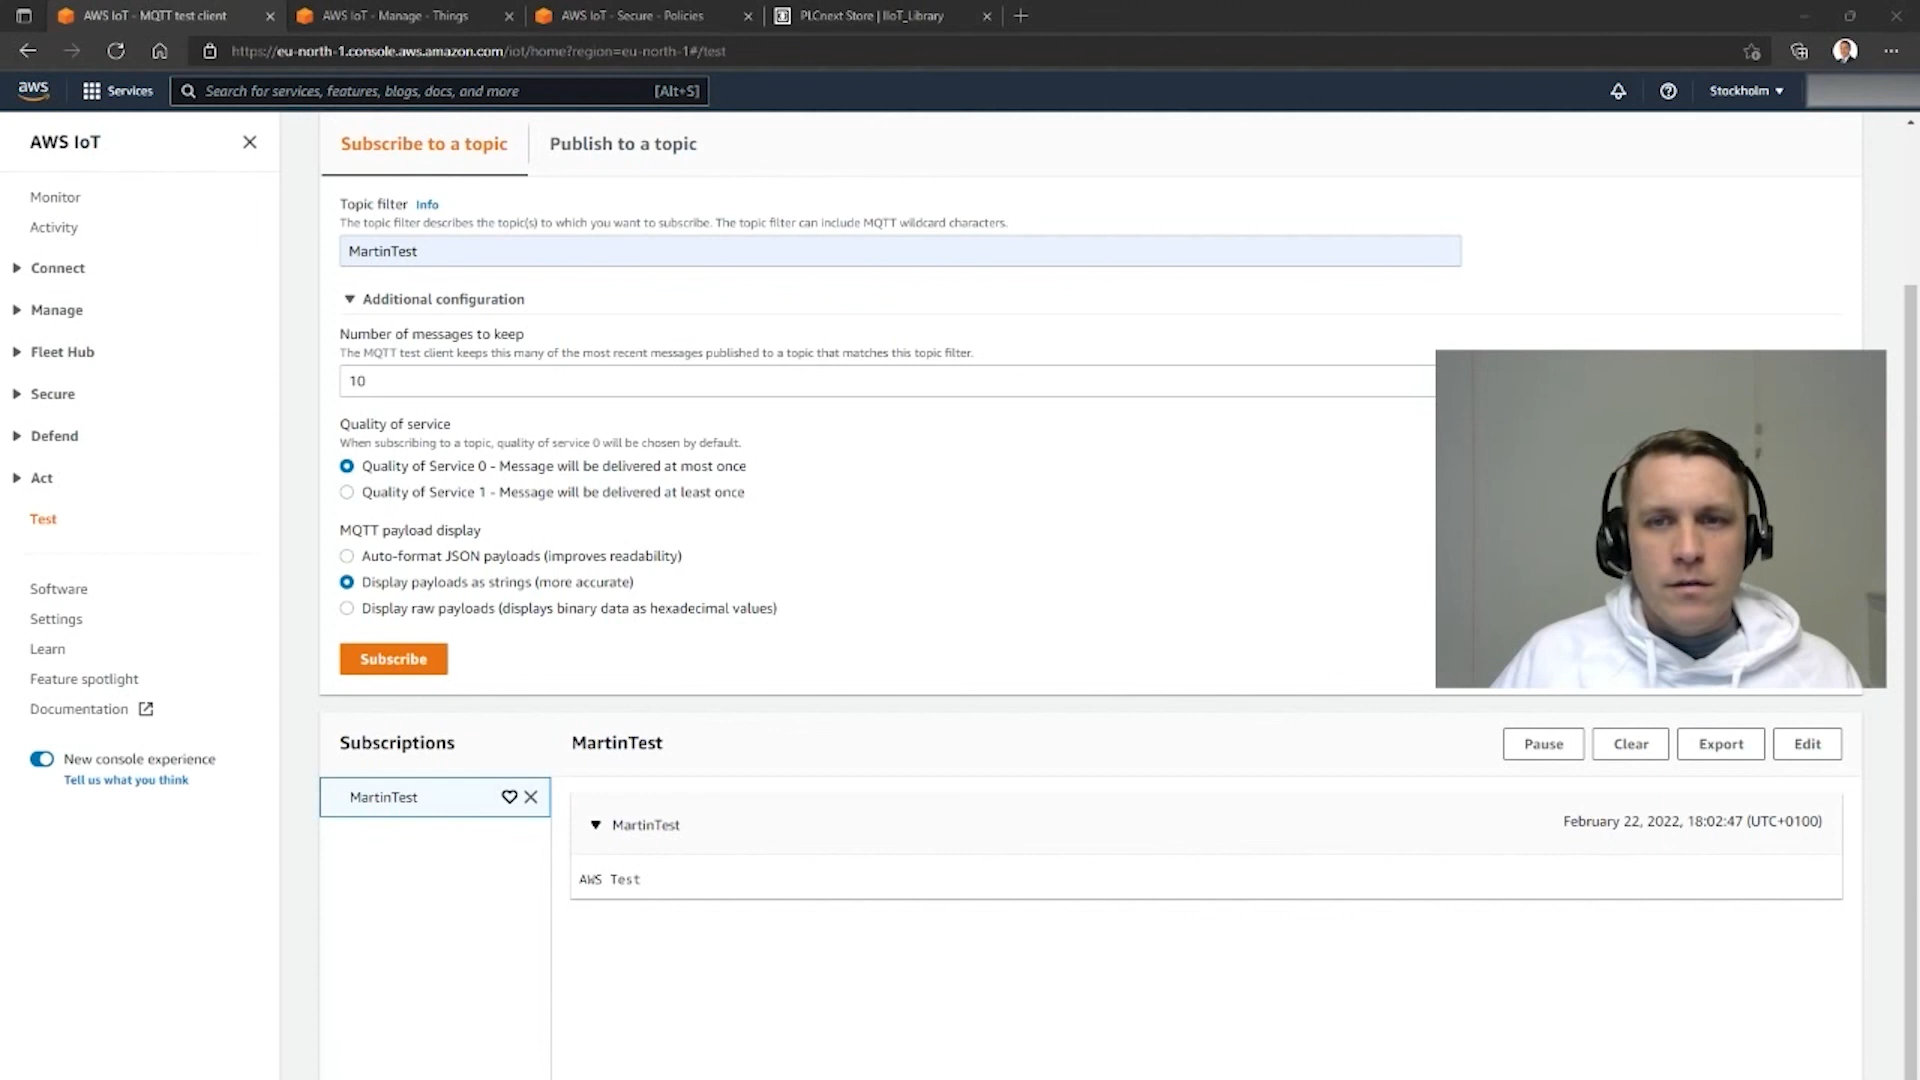 AWS IoT - MQTT test client
AWS IoT - Manage - Things
AWS IoT - Secure - Policies
PLCnext Store | IIoT_Library
https://eu-north-1.console.aws.amazon.com/iot/home?region=eu-north-1#/test
aws
Services
Search for services, features, blogs, docs, and more
[Alt+S]
Stockholm
AWS IoT
Monitor
Activity
Connect
Manage
Fleet Hub
Secure
Defend
Act
Test
Software
Settings
Learn
Feature spotlight
Documentation
New console experience
Tell us what you think
Subscribe to a topic
Publish to a topic
Topic filter Info
The topic filter describes the topic(s) to which you want to subscribe. The topic filter can include MQTT wildcard characters.
MartinTest
Additional configuration
Number of messages to keep
The MQTT test client keeps this many of the most recent messages published to a topic that matches this topic filter.
10
Quality of service
When subscribing to a topic, quality of service 0 will be chosen by default.
Quality of Service 0 - Message will be delivered at most once
Quality of Service 1 - Message will be delivered at least once
MQTT payload display
Auto-format JSON payloads (improves readability)
Display payloads as strings (more accurate)
Display raw payloads (displays binary data as hexadecimal values)
Subscribe
Subscriptions
MartinTest
MartinTest
Pause
Clear
Export
Edit
MartinTest
February 22, 2022, 18:02:47 (UTC+0100)
AWS Test